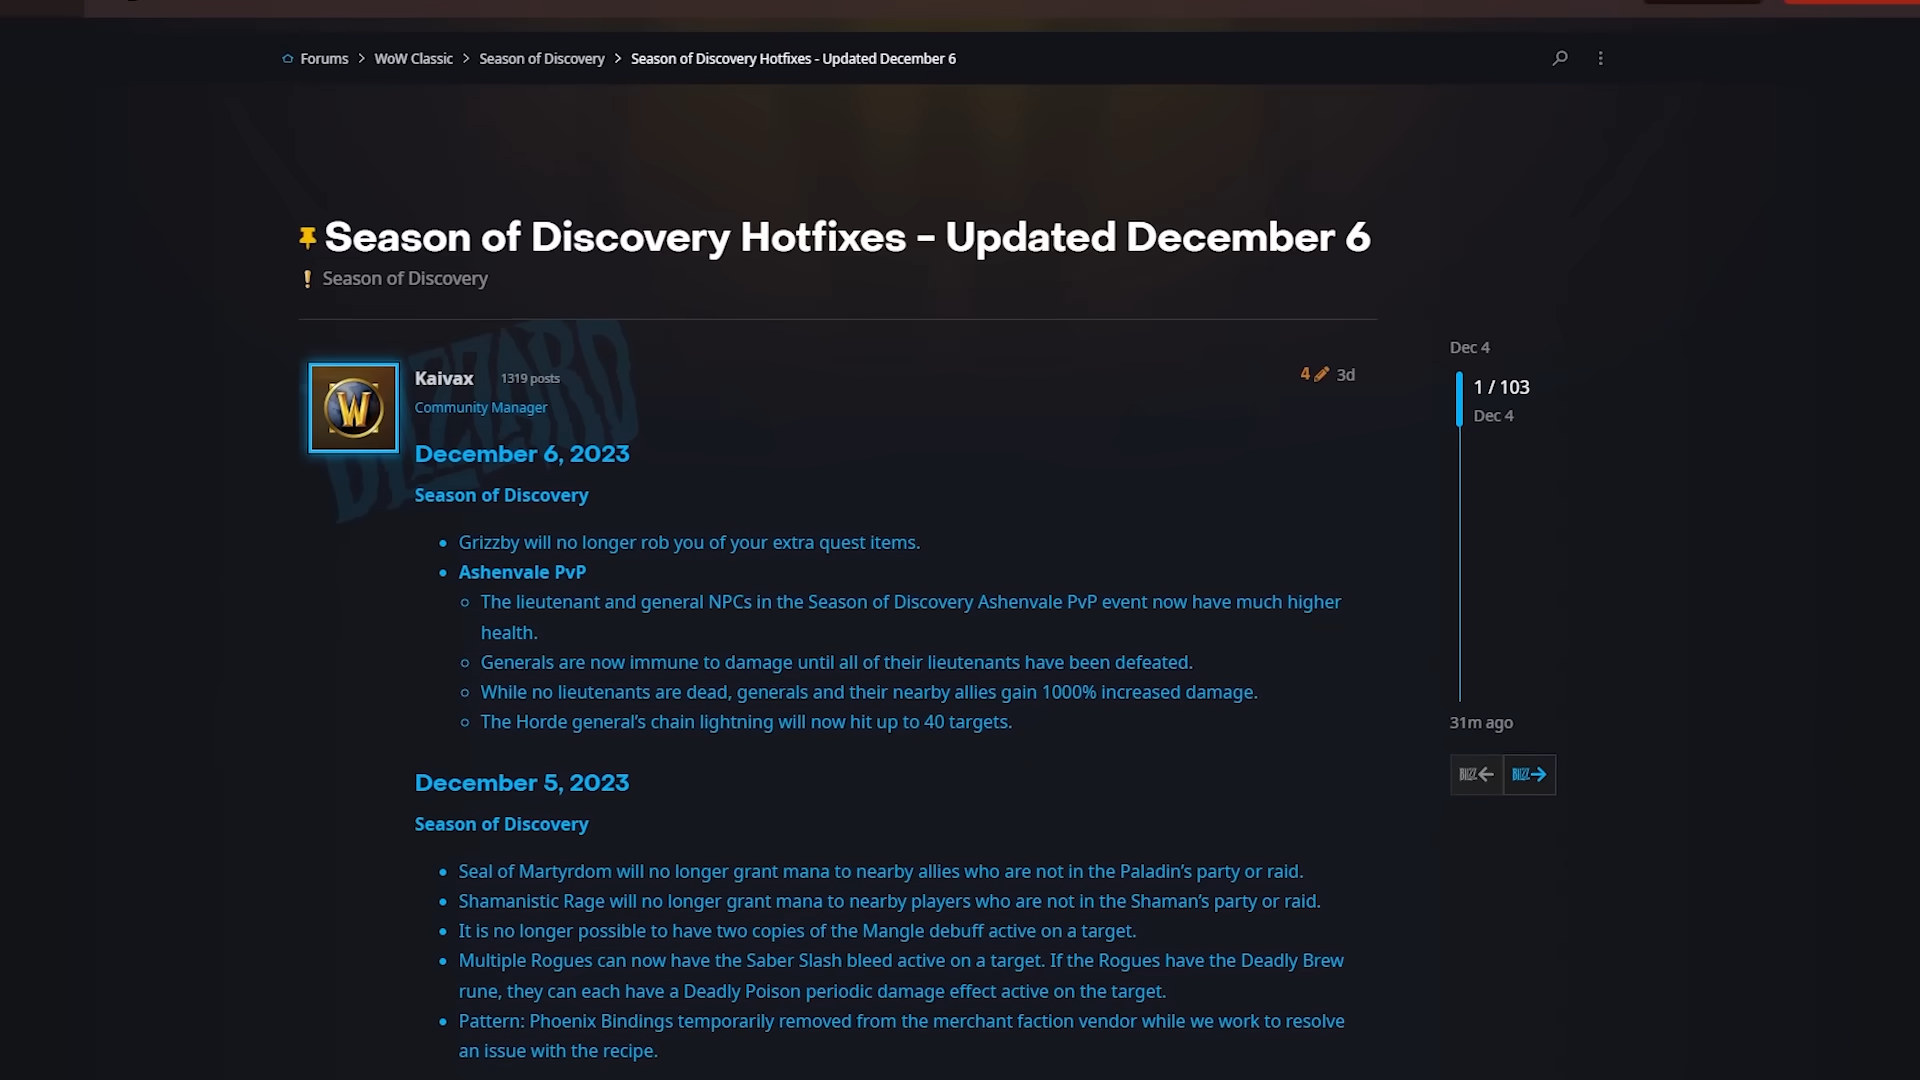 Forums > WoW Classic > Season of Discovery > Season of Discovery Hotfixes - Updated December 6
Season of Discovery Hotfixes - Updated December 6
Season of Discovery
BLIZZARD
Kaivax 1319 posts
4 3d
Community Manager
December 6, 2023
Season of Discovery
• Grizzby will no longer rob you of your extra quest items.
• Ashenvale PvP
○ The lieutenant and general NPCs in the Season of Discovery Ashenvale PvP event now have much higher
health.
○ Generals are now immune to damage until all of their lieutenants have been defeated.
○ While no lieutenants are dead, generals and their nearby allies gain 1000% increased damage.
○ The Horde general’s chain lightning will now hit up to 40 targets.
December 5, 2023
Season of Discovery
• Seal of Martyrdom will no longer grant mana to nearby allies who are not in the Paladin’s party or raid.
• Shamanistic Rage will no longer grant mana to nearby players who are not in the Shaman’s party or raid.
• It is no longer possible to have two copies of the Mangle debuff active on a target.
• Multiple Rogues can now have the Saber Slash bleed active on a target. If the Rogues have the Deadly Brew
rune, they can each have a Deadly Poison periodic damage effect active on the target.
• Pattern: Phoenix Bindings temporarily removed from the merchant faction vendor while we work to resolve
an issue with the recipe.
Dec 4
1 / 103
Dec 4
31m ago
BLIZZ ← BLIZZ →